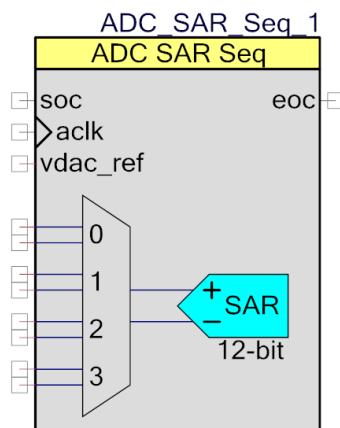 ADC_SAR_Seq_1
ADC SAR Seq
soc eoc
aclk
vdac_ref
0
1
+ SAR
2 −
12-bit
3